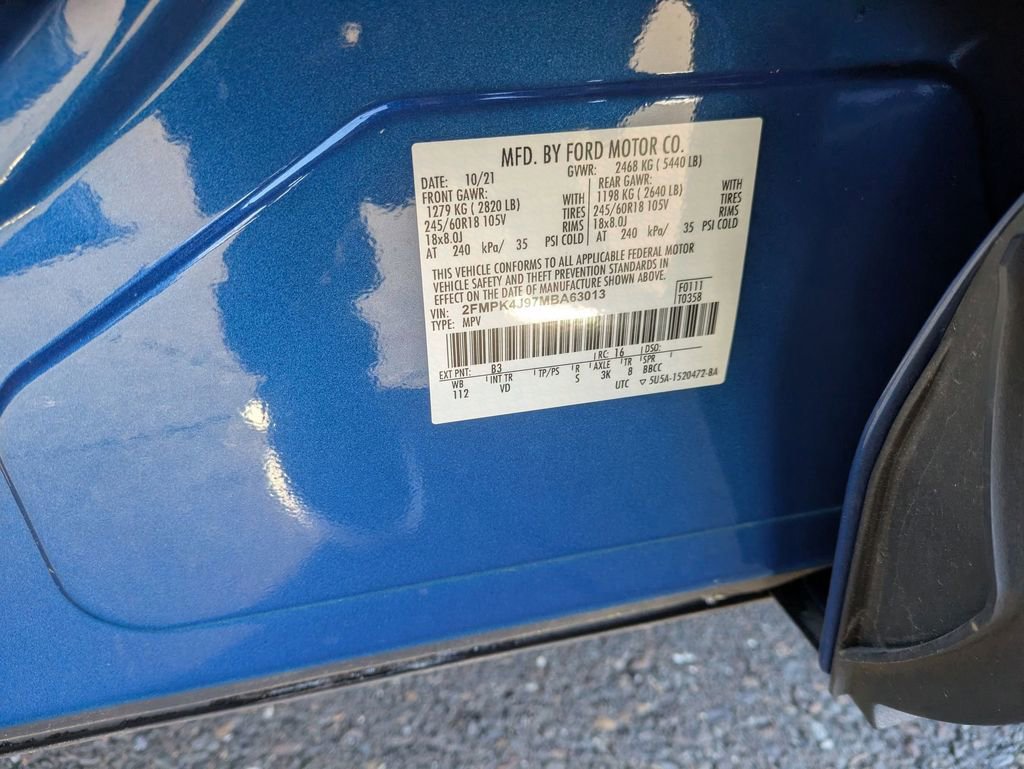 MFD. BY FORD MOTOR CO.
DATE: 10/21 GVWR: 2468 KG ( 5440 LB)
FRONT GAWR: REAR GAWR:
1279 KG ( 2820 LB) WITH 1198 KG ( 2640 LB) WITH
245/60R18 105V TIRES 245/60R18 105V TIRES
18x8.0J RIMS 18x8.0J RIMS
AT 240 kPa/ 35 PSI COLD AT 240 kPa/ 35 PSI COLD
THIS VEHICLE CONFORMS TO ALL APPLICABLE FEDERAL MOTOR
VEHICLE SAFETY AND THEFT PREVENTION STANDARDS IN
EFFECT ON THE DATE OF MANUFACTURE SHOWN ABOVE.
VIN: 2FMPK4J97MBA63013 F0111
TYPE: MPV T0358
EXT PNT: B3 RC: 16 DSO:
WB INT TR TP/PS R AXLE TR SPR
112 VD S 3K 8 BBCC
UTC ▽ 5U5A-1520472-BA